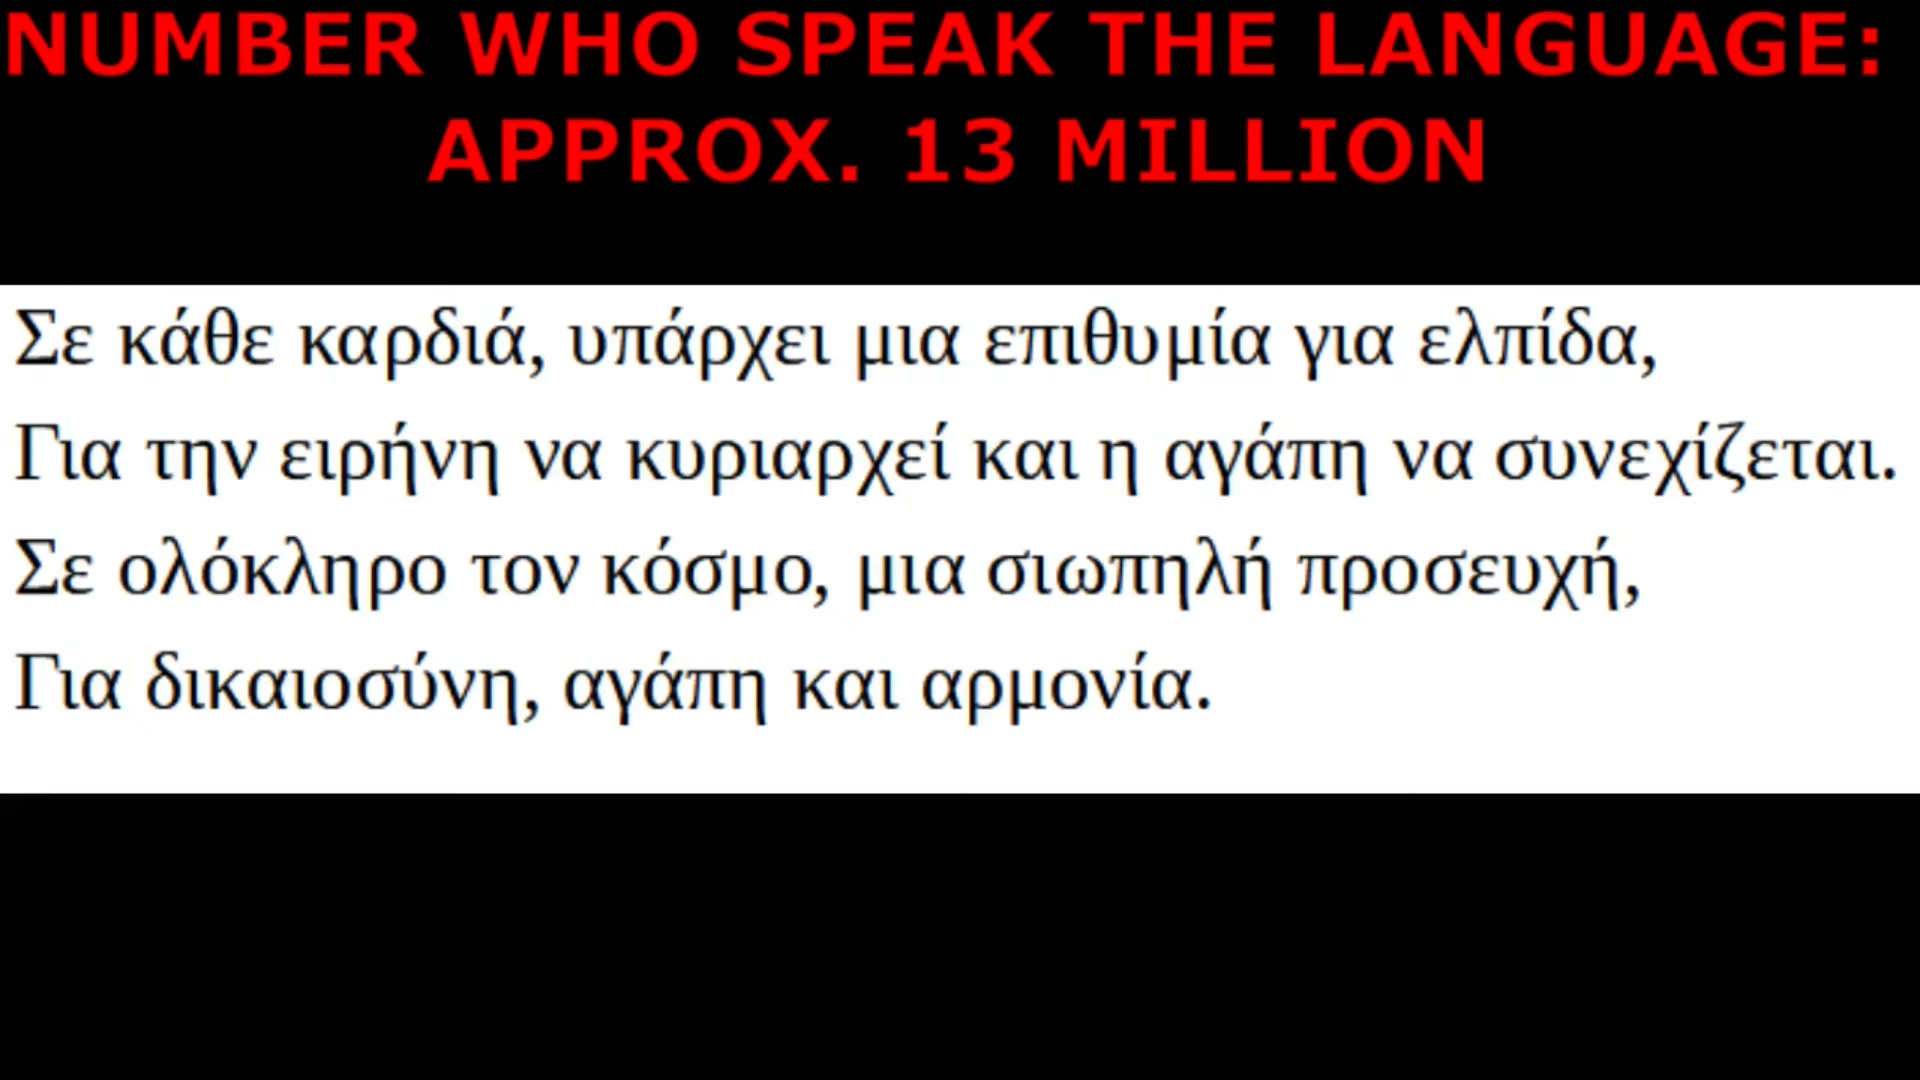 NUMBER WHO SPEAK THE LANGUAGE:
APPROX. 13 MILLION
Σε κάθε καρδιά, υπάρχει μια επιθυμία για ελπίδα,
Για την ειρήνη να κυριαρχεί και η αγάπη να συνεχίζεται.
Σε ολόκληρο τον κόσμο, μια σιωπηλή προσευχή,
Για δικαιοσύνη, αγάπη και αρμονία.